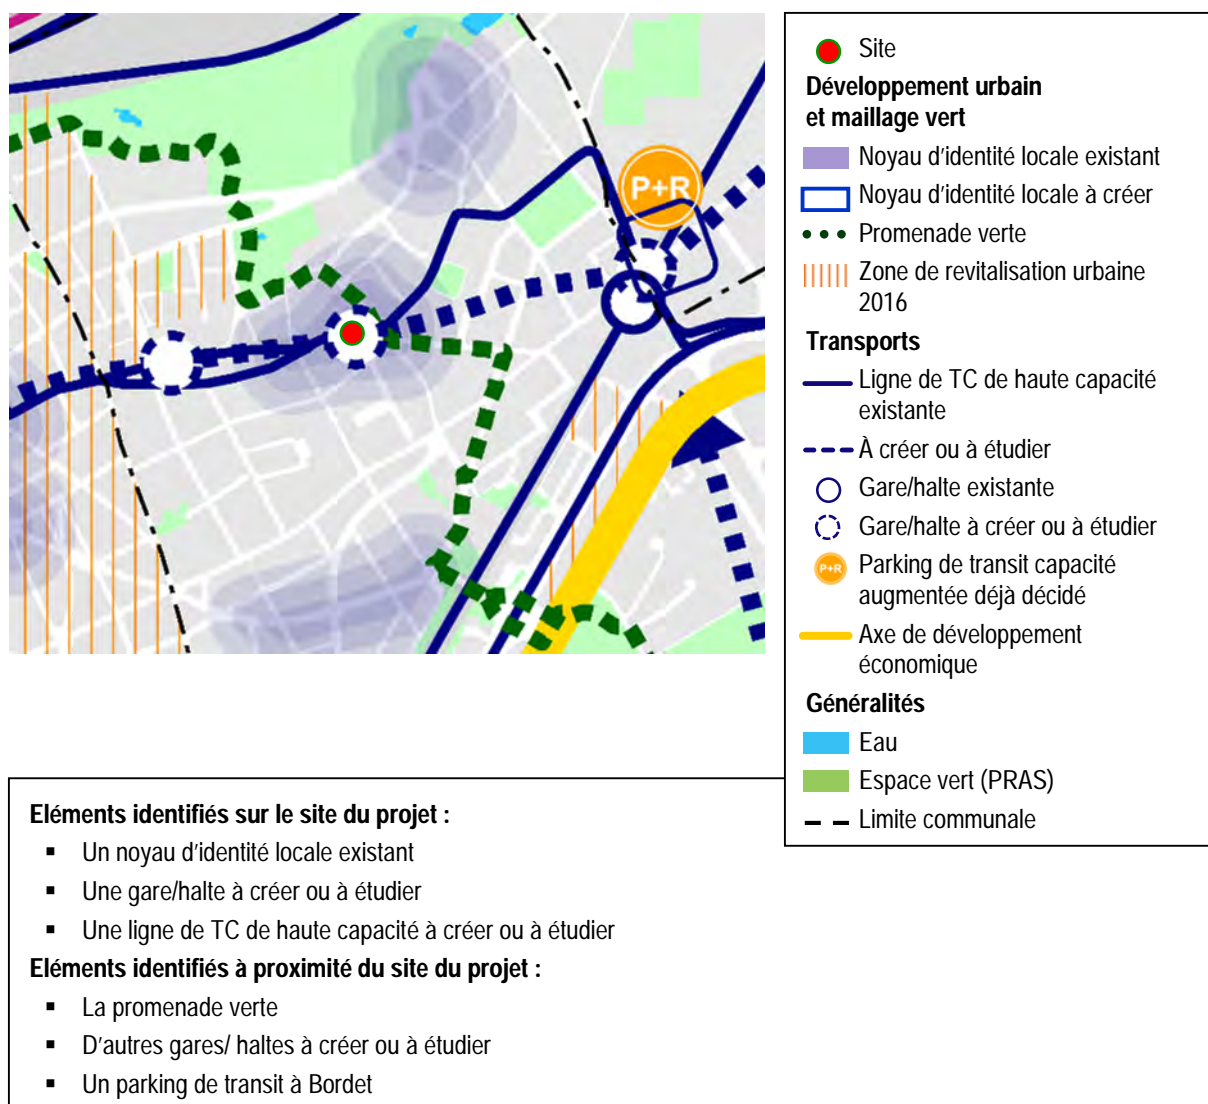 P+R
Site
Développement urbain
et maillage vert
Noyau d'identité locale existant
Noyau d'identité locale à créer
Promenade verte
Zone de revitalisation urbaine
2016
Transports
Ligne de TC de haute capacité
existante
À créer ou à étudier
Gare/halte existante
Gare/halte à créer ou à étudier
P+R
Parking de transit capacité
augmentée déjà décidé
Axe de développement
économique
Généralités
Eau
Espace vert (PRAS)
Limite communale
Eléments identifiés sur le site du projet :
▪ Un noyau d'identité locale existant
▪ Une gare/halte à créer ou à étudier
▪ Une ligne de TC de haute capacité à créer ou à étudier
Eléments identifiés à proximité du site du projet :
▪ La promenade verte
▪ D'autres gares/ haltes à créer ou à étudier
▪ Un parking de transit à Bordet